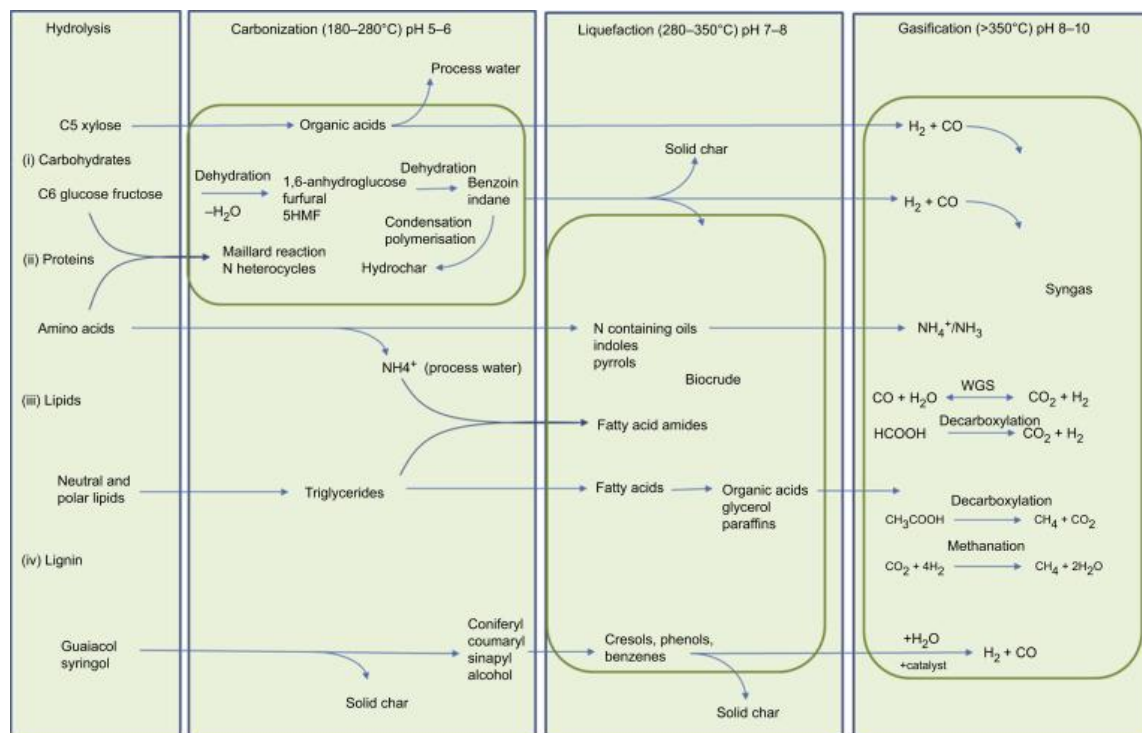 Hydrolysis
Carbonization (180–280°C) pH 5–6
Liquefaction (280–350°C) pH 7–8
Gasification (>350°C) pH 8–10
Process water
C5 xylose
Organic acids
H₂ + CO
(i) Carbohydrates
Solid char
Dehydration
Dehydration
C6 glucose fructose
–H₂O
1,6-anhydroglucose
furfural
5HMF
Benzoin
indane
H₂ + CO
Condensation
polymerisation
Maillard reaction
N heterocycles
(ii) Proteins
Hydrochar
Syngas
Amino acids
N containing oils
indoles
pyrrols
NH₄⁺/NH₃
NH4⁺ (process water)
Biocrude
(iii) Lipids
WGS
CO + H₂O
CO₂ + H₂
Fatty acid amides
Decarboxylation
HCOOH
CO₂ + H₂
Neutral and
polar lipids
Triglycerides
Fatty acids
Organic acids
glycerol
paraffins
Decarboxylation
CH₃COOH
CH₄ + CO₂
Methanation
(iv) Lignin
CO₂ + 4H₂
CH₄ + 2H₂O
Guaiacol
syringol
Coniferyl
coumaryl
sinapyl
alcohol
Cresols, phenols,
benzenes
+H₂O
+catalyst
H₂ + CO
Solid char
Solid char